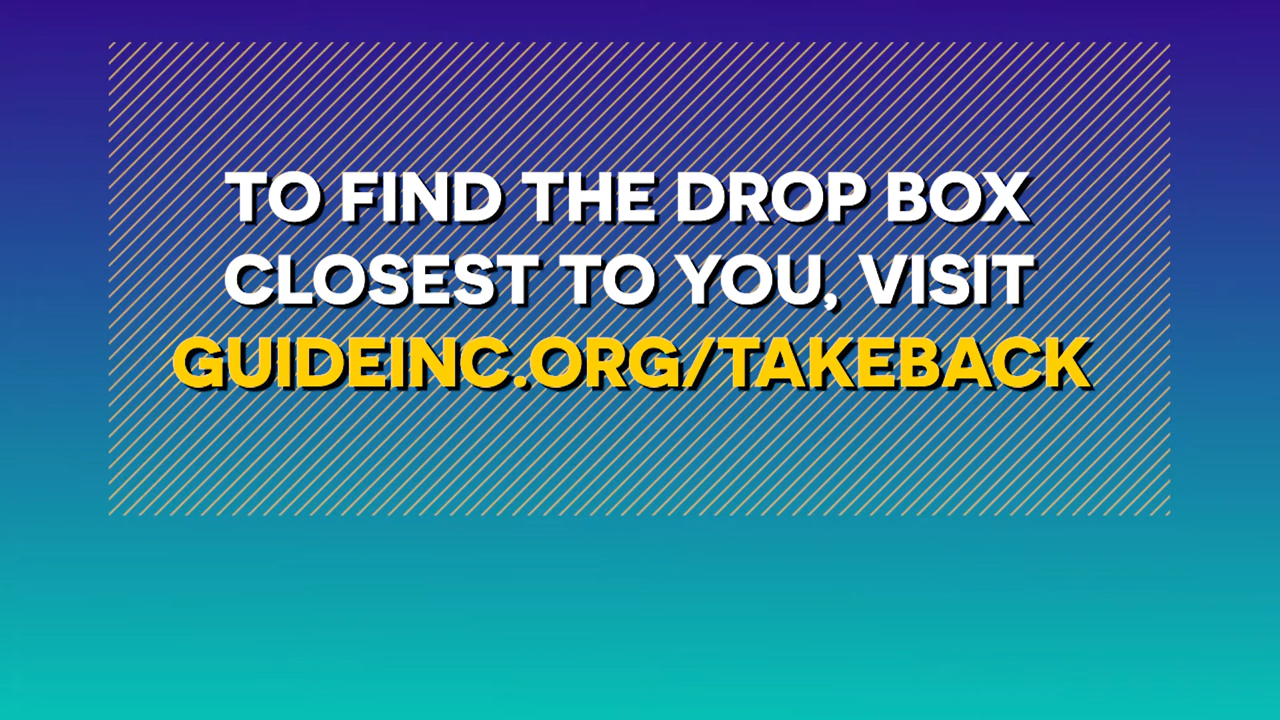 TO FIND THE DROP BOX
CLOSEST TO YOU, VISIT
GUIDEINC.ORG/TAKEBACK